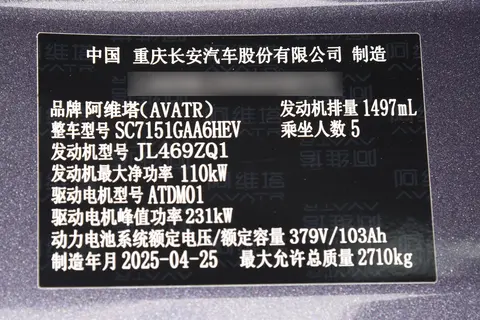 中国 重庆长安汽车股份有限公司 制造
品牌 阿维塔(AVATR) 发动机排量 1497mL
整车型号 SC7151GAA6HEV 乘坐人数 5
发动机型号 JL469ZQ1
发动机最大净功率 110kW
驱动电机型号 ATDM01
驱动电机峰值功率 231kW
动力电池系统额定电压/额定容量 379V/103Ah
制造年月 2025-04-25 最大允许总质量 2710kg